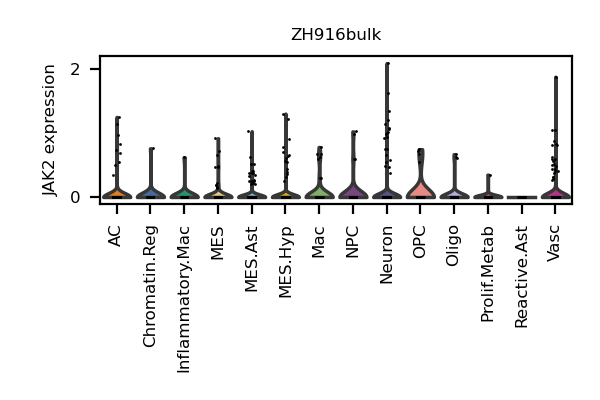 ZH916bulk
JAK2 expression
2
0
AC
Chromatin.Reg
Inflammatory.Mac
MES
MES.Ast
MES.Hyp
Mac
NPC
Neuron
OPC
Oligo
Prolif.Metab
Reactive.Ast
Vasc